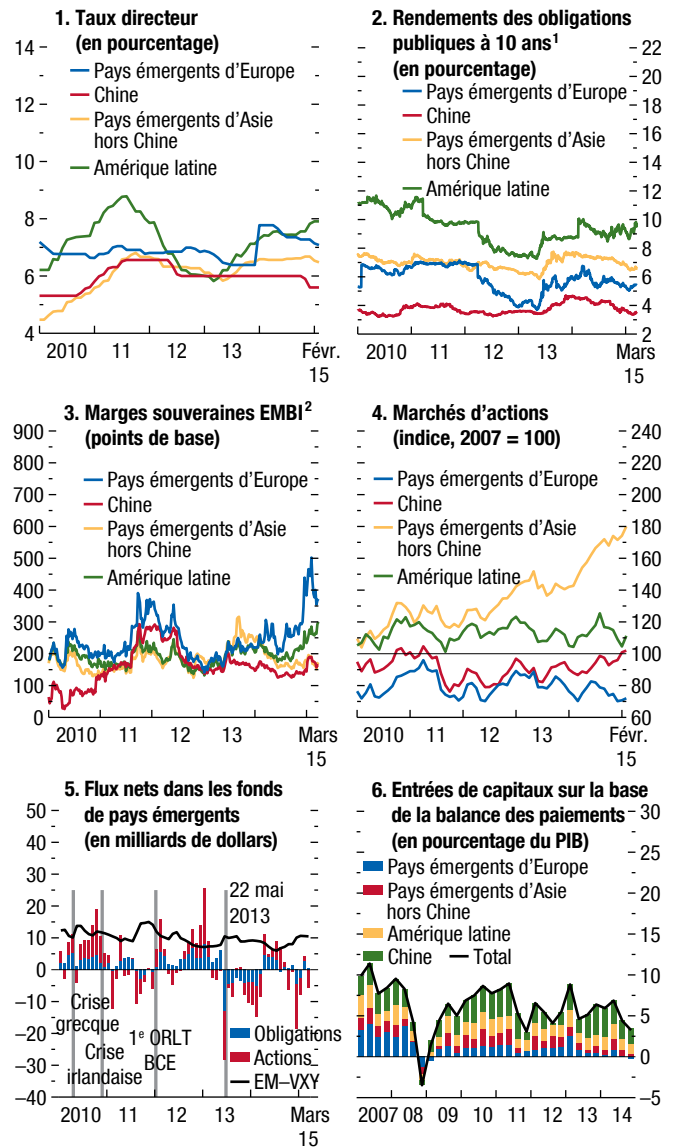 1. Taux directeur
(en pourcentage)
14
12
10
8
6
4
Pays émergents d'Europe
Chine
Pays émergents d'Asie
hors Chine
Amérique latine
2010 11 12 13 Févr.
15
2. Rendements des obligations
publiques à 10 ans¹
(en pourcentage)
22
20
18
16
14
12
10
8
6
4
2
Pays émergents d'Europe
Chine
Pays émergents d'Asie
hors Chine
Amérique latine
2010 11 12 13 Mars
15
3. Marges souveraines EMBI²
(points de base)
900
800
700
600
500
400
300
200
100
0
Pays émergents d'Europe
Chine
Pays émergents d'Asie
hors Chine
Amérique latine
2010 11 12 13 Mars
15
4. Marchés d'actions
(indice, 2007 = 100)
240
220
200
180
160
140
120
100
80
60
Pays émergents d'Europe
Chine
Pays émergents d'Asie
hors Chine
Amérique latine
2010 11 12 13 Févr.
15
5. Flux nets dans les fonds
de pays émergents
(en milliards de dollars)
50
40
30
20
10
0
–10
–20
–30
–40
22 mai
2013
Crise
grecque
Crise
irlandaise
1e ORLT
BCE
Obligations
Actions
EM–VXY
2010 11 12 13 Mars
15
6. Entrées de capitaux sur la base
de la balance des paiements
(en pourcentage du PIB)
30
25
20
15
10
5
0
–5
Pays émergents d'Europe
Pays émergents d'Asie
hors Chine
Amérique latine
Chine Total
2007 08 09 10 11 12 13 14